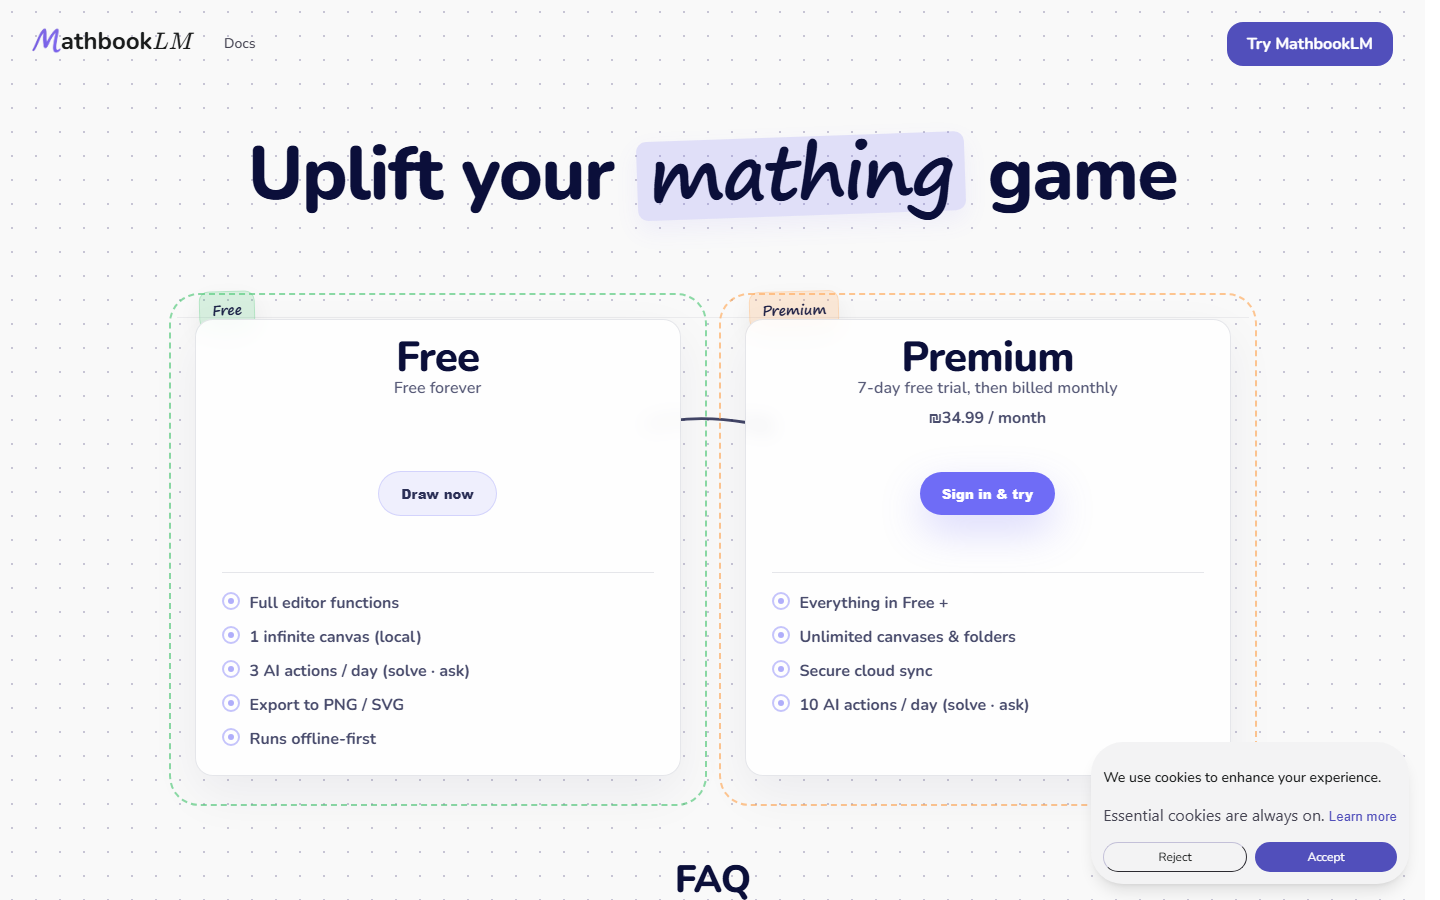 MathbookLM
Docs
Try MathbookLM
Uplift your mathing game
Free
Free
Free forever
Draw now
Full editor functions
1 infinite canvas (local)
3 AI actions / day (solve · ask)
Export to PNG / SVG
Runs offline-first
Premium
Premium
7-day free trial, then billed monthly
₪34.99 / month
Sign in & try
Everything in Free +
Unlimited canvases & folders
Secure cloud sync
10 AI actions / day (solve · ask)
We use cookies to enhance your experience.
Essential cookies are always on. Learn more
Reject
Accept
FAQ